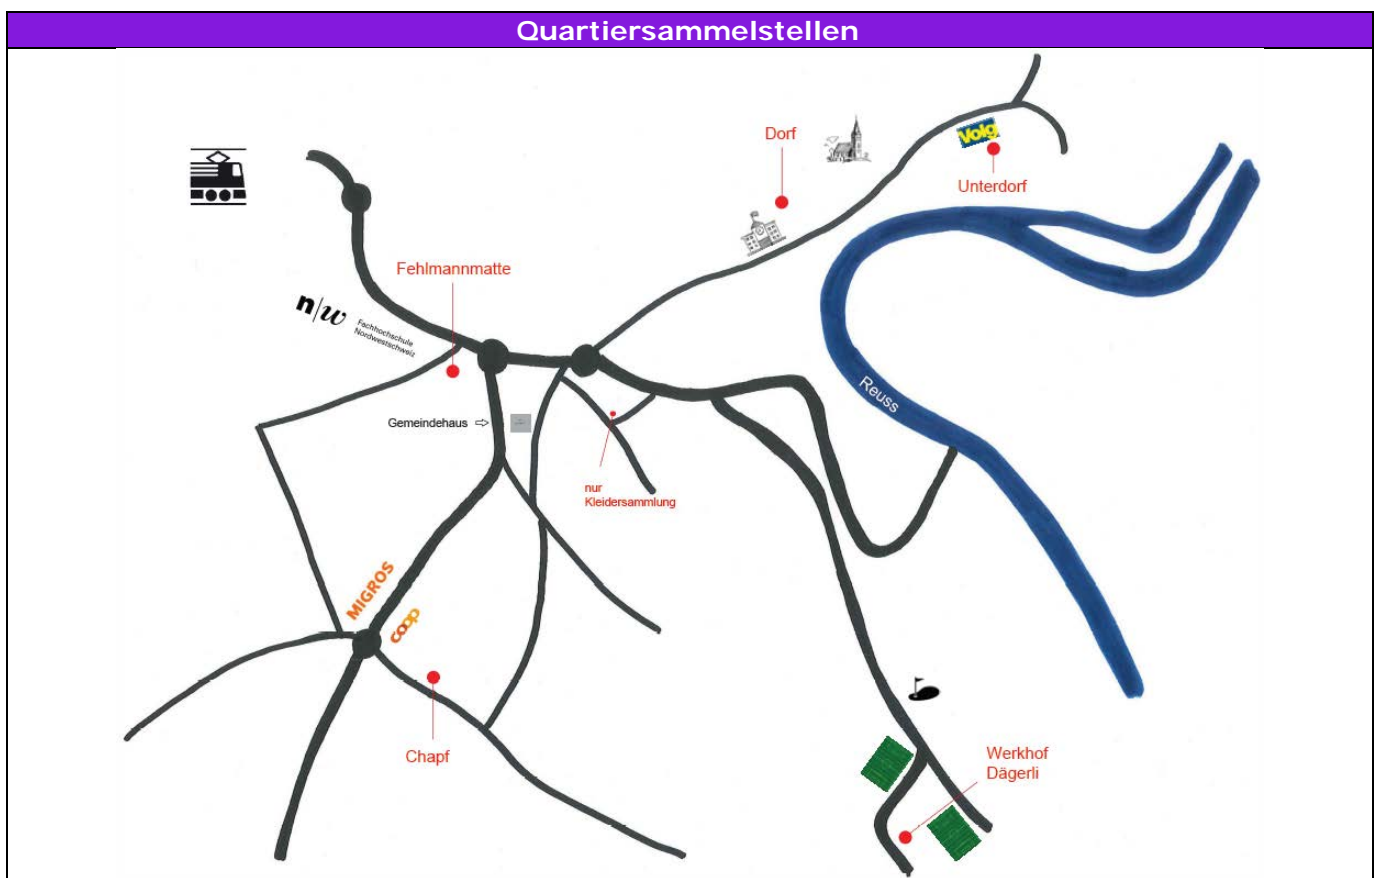 Quartiersammelstellen
Dorf
Volg
Unterdorf
Fehlmannmatte
n|w
Fachhochschule
Nordwestschweiz
Reuss
Gemeindehaus
nur
Kleidersammlung
MIGROS
coop
Chapf
Werkhof
Dägerli